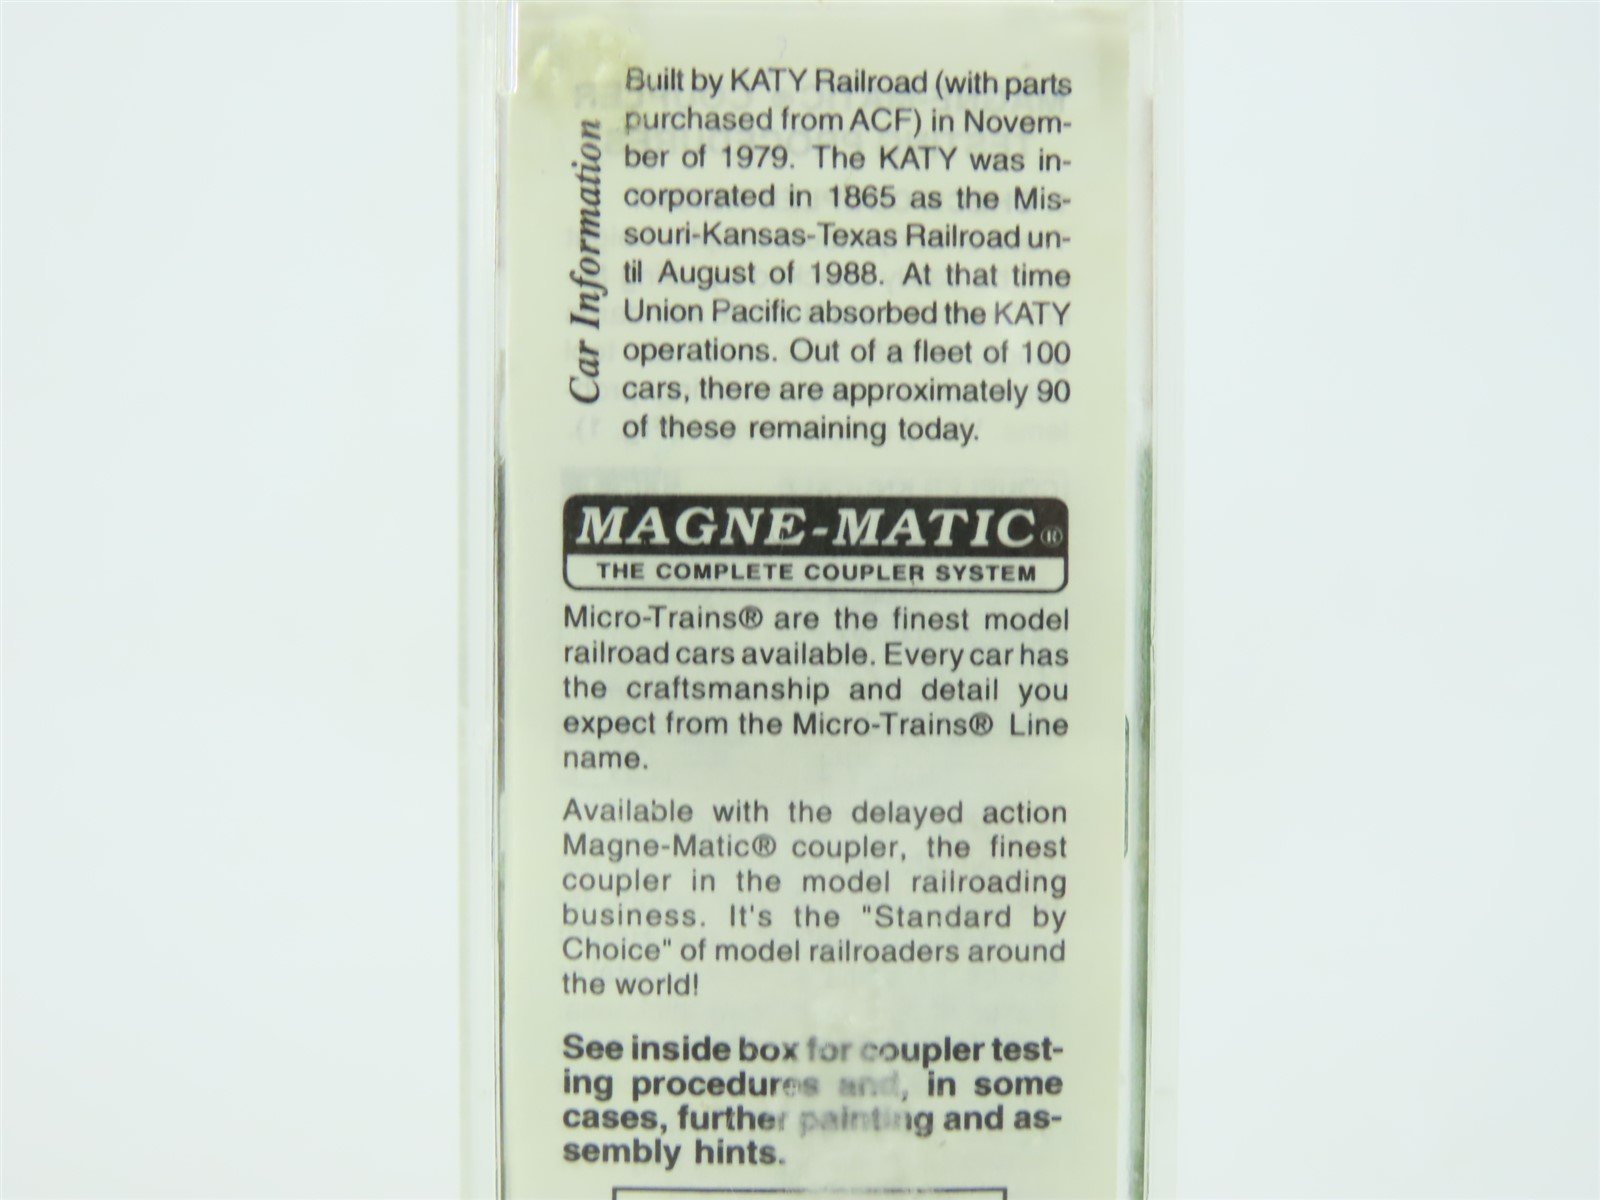 Car Information
Built by KATY Railroad (with parts
purchased from ACF) in Novem-
ber of 1979. The KATY was in-
corporated in 1865 as the Mis-
souri-Kansas-Texas Railroad un-
til August of 1988. At that time
Union Pacific absorbed the KATY
operations. Out of a fleet of 100
cars, there are approximately 90
of these remaining today.
MAGNE-MATIC®
THE COMPLETE COUPLER SYSTEM
Micro-Trains® are the finest model
railroad cars available. Every car has
the craftsmanship and detail you
expect from the Micro-Trains® Line
name.
Available with the delayed action
Magne-Matic® coupler, the finest
coupler in the model railroading
business. It's the "Standard by
Choice" of model railroaders around
the world!
See inside box for coupler test-
ing procedures and, in some
cases, further painting and as-
sembly hints.